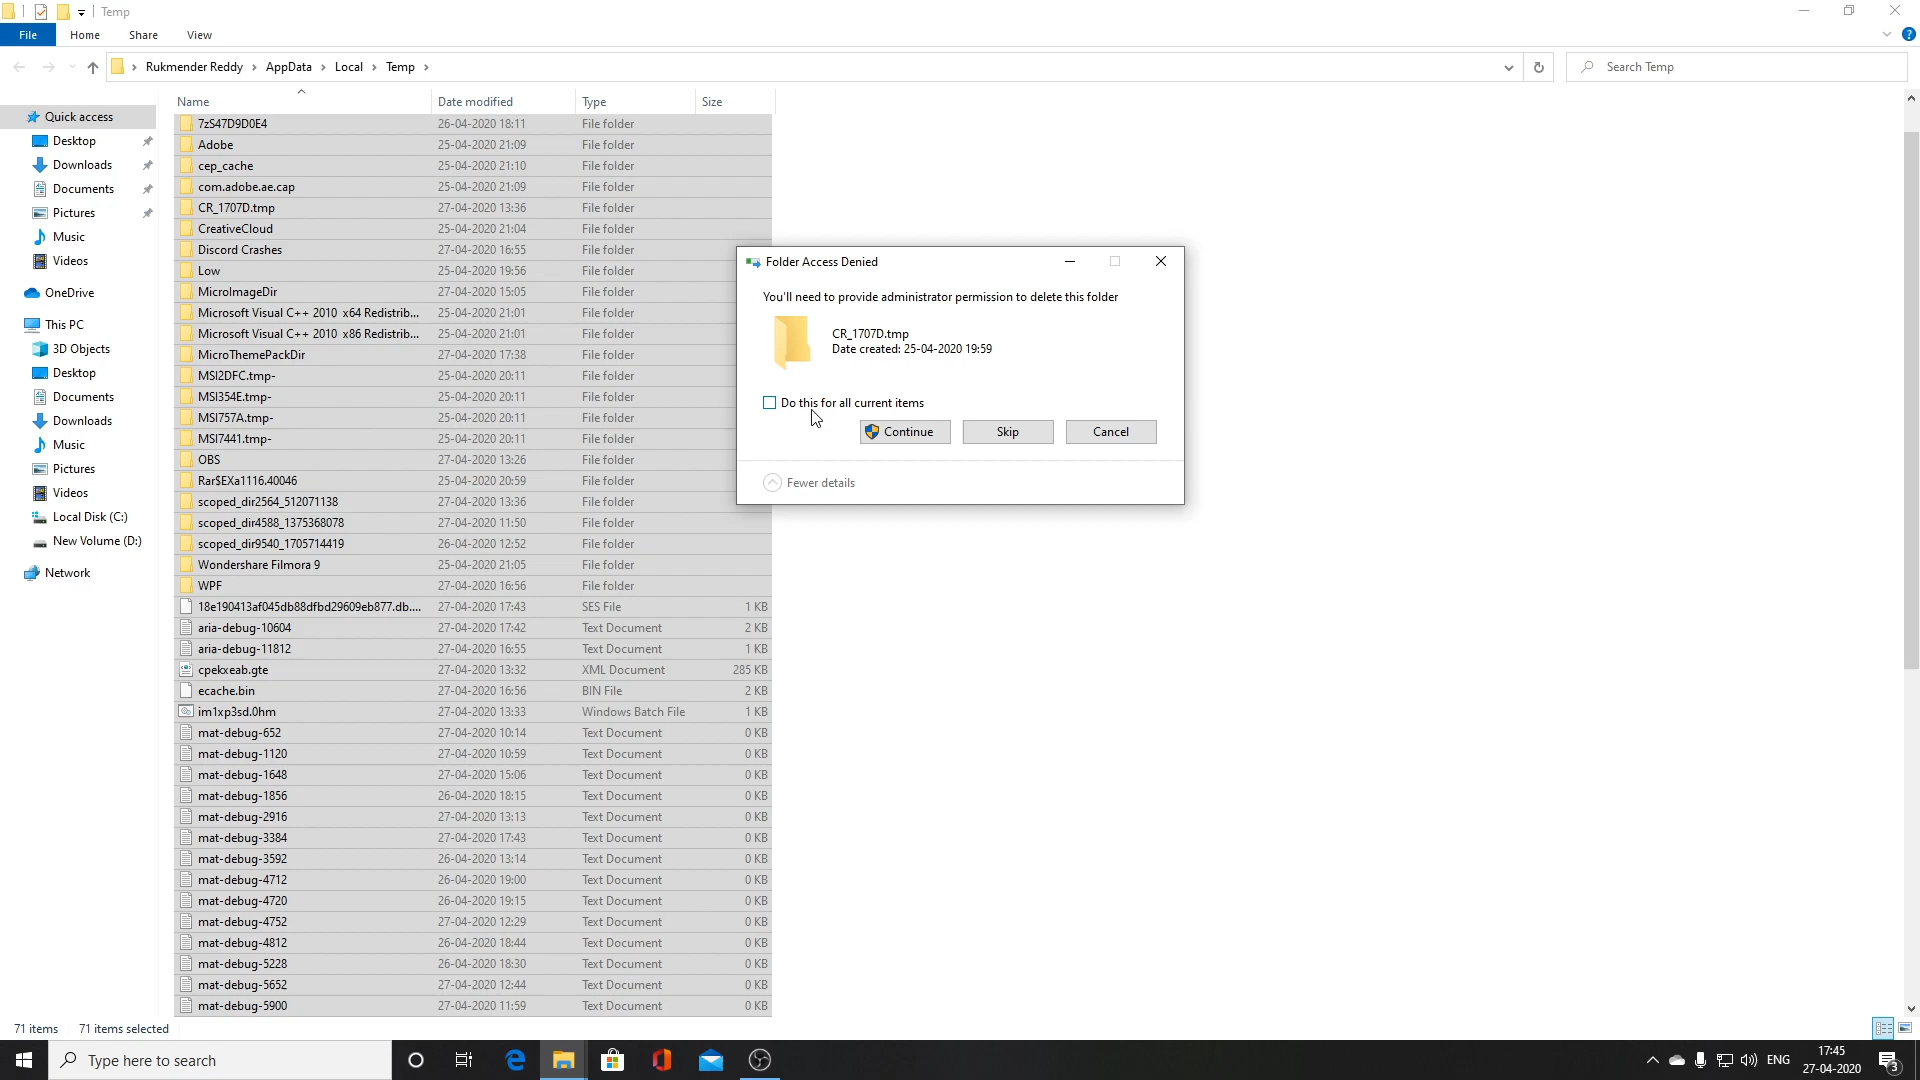 Temp
File Home Share View
Rukmender Reddy AppData Local Temp
Search Temp
Name Date modified Type Size
Quick access
Desktop
Downloads
Documents
Pictures
Music
Videos
OneDrive
This PC
3D Objects
Desktop
Documents
Downloads
Music
Pictures
Videos
Local Disk (C:)
New Volume (D:)
Network
7zS47D9D0E4 26-04-2020 18:11 File folder
Adobe 25-04-2020 21:09 File folder
cep_cache 25-04-2020 21:10 File folder
com.adobe.ae.cap 25-04-2020 21:09 File folder
CR_1707D.tmp 27-04-2020 13:36 File folder
CreativeCloud 25-04-2020 21:04 File folder
Discord Crashes 27-04-2020 16:55 File folder
Low 25-04-2020 19:56 File folder
MicroImageDir 27-04-2020 15:05 File folder
Microsoft Visual C++ 2010 x64 Redistrib... 25-04-2020 21:01 File folder
Microsoft Visual C++ 2010 x86 Redistrib... 25-04-2020 21:01 File folder
MicroThemePackDir 27-04-2020 17:38 File folder
MSI2DFC.tmp- 25-04-2020 20:11 File folder
MSI354E.tmp- 25-04-2020 20:11 File folder
MSI757A.tmp- 25-04-2020 20:11 File folder
MSI7441.tmp- 25-04-2020 20:11 File folder
OBS 27-04-2020 13:26 File folder
Rar$EXa1116.40046 25-04-2020 20:59 File folder
scoped_dir2564_512071138 27-04-2020 13:36 File folder
scoped_dir4588_1375368078 27-04-2020 11:50 File folder
scoped_dir9540_1705714419 26-04-2020 12:52 File folder
Wondershare Filmora 9 25-04-2020 21:05 File folder
WPF 27-04-2020 16:56 File folder
18e190413af045db88dfbd29609eb877.db.... 27-04-2020 17:43 SES File 1 KB
aria-debug-10604 27-04-2020 17:42 Text Document 2 KB
aria-debug-11812 27-04-2020 16:55 Text Document 1 KB
cpekxeab.gte 27-04-2020 13:32 XML Document 285 KB
ecache.bin 27-04-2020 16:56 BIN File 2 KB
im1xp3sd.0hm 27-04-2020 13:33 Windows Batch File 1 KB
mat-debug-652 27-04-2020 10:14 Text Document 0 KB
mat-debug-1120 27-04-2020 10:59 Text Document 0 KB
mat-debug-1648 27-04-2020 15:06 Text Document 0 KB
mat-debug-1856 26-04-2020 18:15 Text Document 0 KB
mat-debug-2916 27-04-2020 13:13 Text Document 0 KB
mat-debug-3384 27-04-2020 17:43 Text Document 0 KB
mat-debug-3592 26-04-2020 13:14 Text Document 0 KB
mat-debug-4712 26-04-2020 19:00 Text Document 0 KB
mat-debug-4720 26-04-2020 19:15 Text Document 0 KB
mat-debug-4752 27-04-2020 12:29 Text Document 0 KB
mat-debug-4812 26-04-2020 18:44 Text Document 0 KB
mat-debug-5228 26-04-2020 18:30 Text Document 0 KB
mat-debug-5652 27-04-2020 12:44 Text Document 0 KB
mat-debug-5900 27-04-2020 11:59 Text Document 0 KB
Folder Access Denied
You'll need to provide administrator permission to delete this folder
CR_1707D.tmp
Date created: 25-04-2020 19:59
Do this for all current items
Continue Skip Cancel
Fewer details
71 items 71 items selected
Type here to search
ENG
17:45
27-04-2020
3